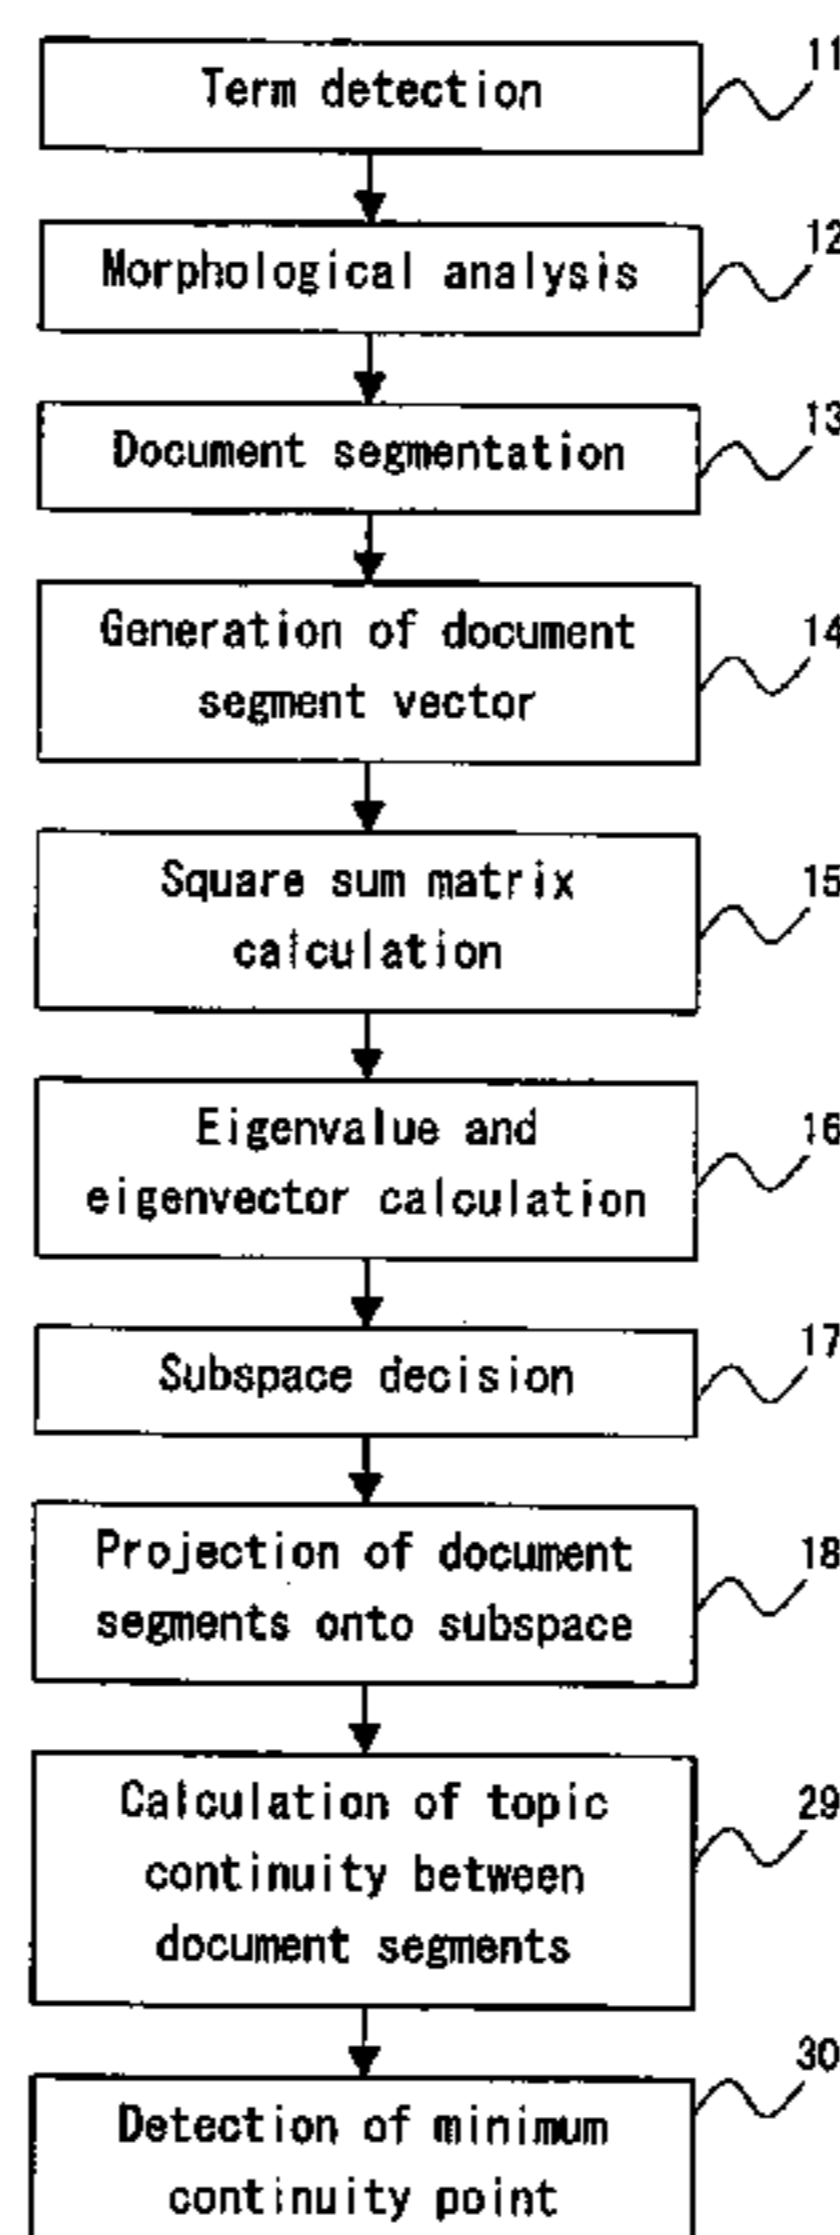 Term detection
11
Morphological analysis
12
Document segmentation
13
Generation of document
segment vector
14
Square sum matrix
calculation
15
Eigenvalue and
eigenvector calculation
16
Subspace decision
17
Projection of document
segments onto subspace
18
Calculation of topic
continuity between
document segments
29
Detection of minimum
continuity point
30